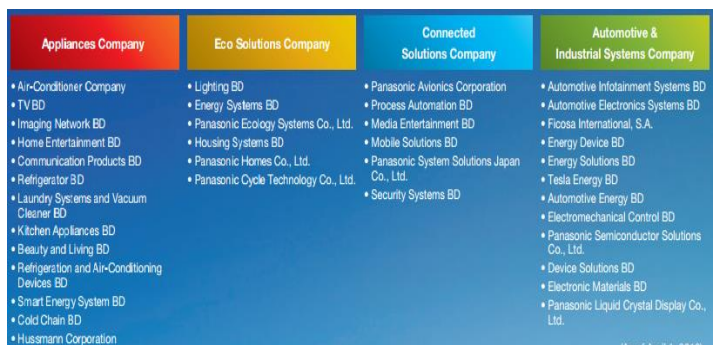 Appliances Company
• Air-Conditioner Company
• TV BD
• Imaging Network BD
• Home Entertainment BD
• Communication Products BD
• Refrigerator BD
• Laundry Systems and Vacuum
Cleaner BD
• Kitchen Appliances BD
• Beauty and Living BD
• Refrigeration and Air-Conditioning
Devices BD
• Smart Energy System BD
• Cold Chain BD
• Hussmann Corporation
Eco Solutions Company
• Lighting BD
• Energy Systems BD
• Panasonic Ecology Systems Co., Ltd.
• Housing Systems BD
• Panasonic Homes Co., Ltd.
• Panasonic Cycle Technology Co., Ltd.
Connected
Solutions Company
• Panasonic Avionics Corporation
• Process Automation BD
• Media Entertainment BD
• Mobile Solutions BD
• Panasonic System Solutions Japan
Co., Ltd.
• Security Systems BD
Automotive &
Industrial Systems Company
• Automotive Infotainment Systems BD
• Automotive Electronics Systems BD
• Ficosa International, S.A.
• Energy Device BD
• Energy Solutions BD
• Tesla Energy BD
• Automotive Energy BD
• Electromechanical Control BD
• Panasonic Semiconductor Solutions
Co., Ltd.
• Device Solutions BD
• Electronic Materials BD
• Panasonic Liquid Crystal Display Co.,
Ltd.